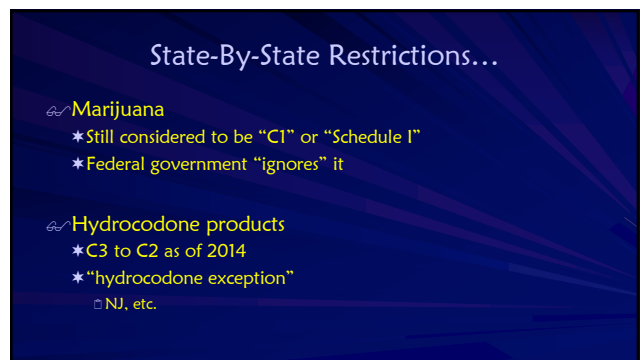 State-By-State Restrictions…
Marijuana
Still considered to be “C1” or “Schedule I”
Federal government “ignores” it
Hydrocodone products
C3 to C2 as of 2014
“hydrocodone exception”
NJ, etc.